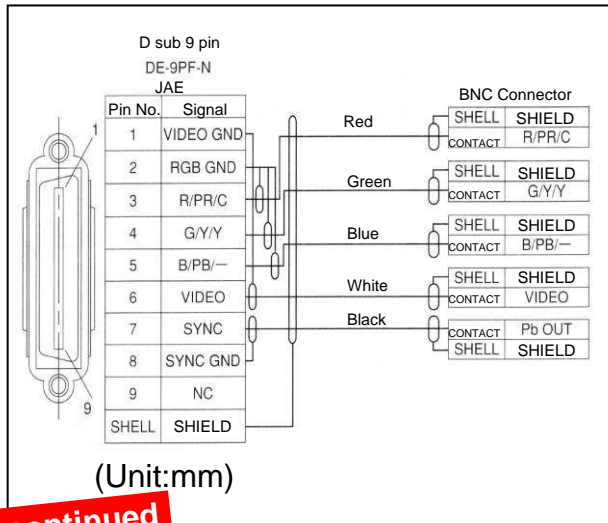 D sub 9 pin
DE-9PF-N
JAE
Pin No. Signal
1 VIDEO GND
2 RGB GND
3 R/PR/C
4 G/Y/Y
5 B/PB/—
6 VIDEO
7 SYNC
8 SYNC GND
9 NC
SHELL SHIELD
1
9
Red
Green
Blue
White
Black
BNC Connector
SHELL SHIELD
CONTACT R/PR/C
SHELL SHIELD
CONTACT G/Y/Y
SHELL SHIELD
CONTACT B/PB/—
SHELL SHIELD
CONTACT VIDEO
CONTACT Pb OUT
SHELL SHIELD
(Unit:mm)